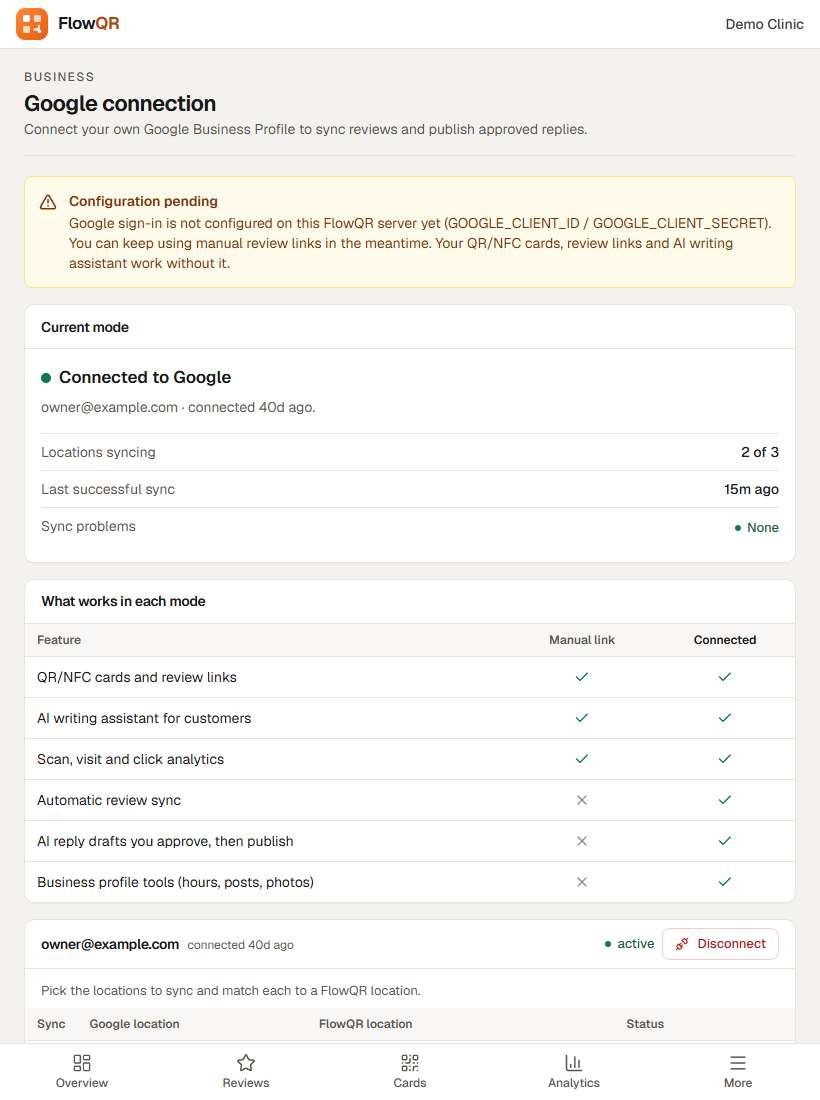 FlowQR
Demo Clinic
BUSINESS
Google connection
Connect your own Google Business Profile to sync reviews and publish approved replies.
Configuration pending
Google sign-in is not configured on this FlowQR server yet (GOOGLE_CLIENT_ID / GOOGLE_CLIENT_SECRET).
You can keep using manual review links in the meantime. Your QR/NFC cards, review links and AI writing
assistant work without it.
Current mode
Connected to Google
owner@example.com · connected 40d ago.
Locations syncing 2 of 3
Last successful sync 15m ago
Sync problems None
What works in each mode
Feature Manual link Connected
QR/NFC cards and review links
AI writing assistant for customers
Scan, visit and click analytics
Automatic review sync
AI reply drafts you approve, then publish
Business profile tools (hours, posts, photos)
owner@example.com connected 40d ago active Disconnect
Pick the locations to sync and match each to a FlowQR location.
Sync Google location FlowQR location Status
Overview Reviews Cards Analytics More